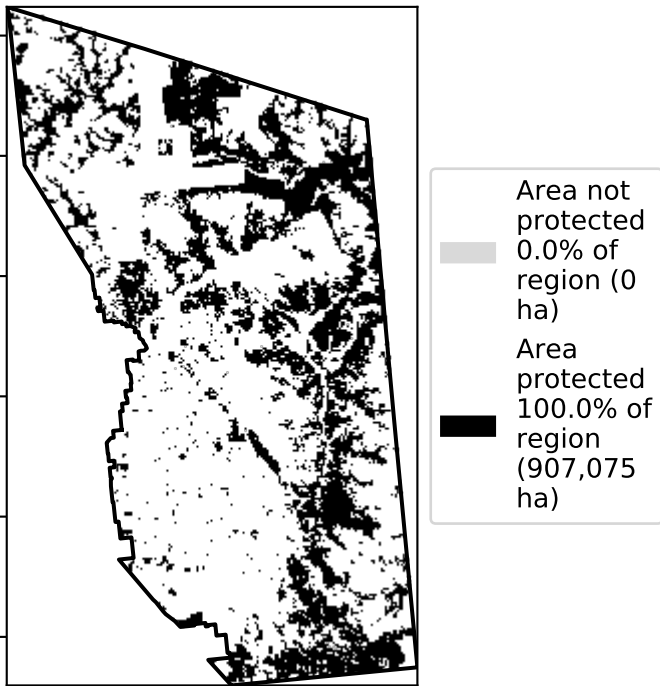 Area not
protected
0.0% of
region (0
ha)
Area
protected
100.0% of
region
(907,075
ha)